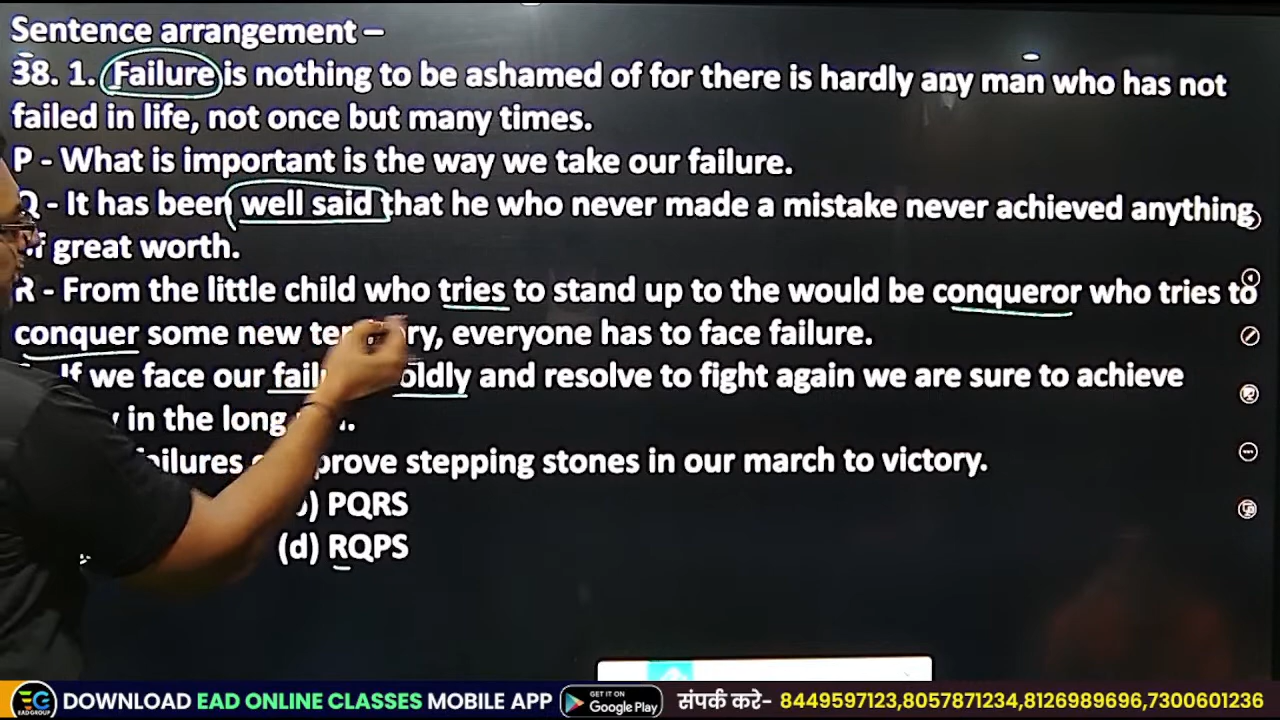 Sentence arrangement –
38. 1. Failure is nothing to be ashamed of for there is hardly any man who has not
failed in life, not once but many times.
P - What is important is the way we take our failure.
Q - It has been well said that he who never made a mistake never achieved anything
of great worth.
R - From the little child who tries to stand up to the would be conqueror who tries to
conquer some new, everyone has to face failure.
If we face our and resolve to fight again we are sure to achieve
in the long
failures prove stepping stones in our march to victory.
PQRS
(d) RQPS
EG EAD GROUP DOWNLOAD EAD ONLINE CLASSES MOBILE APP GET IT ON Google Play संपर्क करे- 8449597123,8057871234,8126989696,7300601236